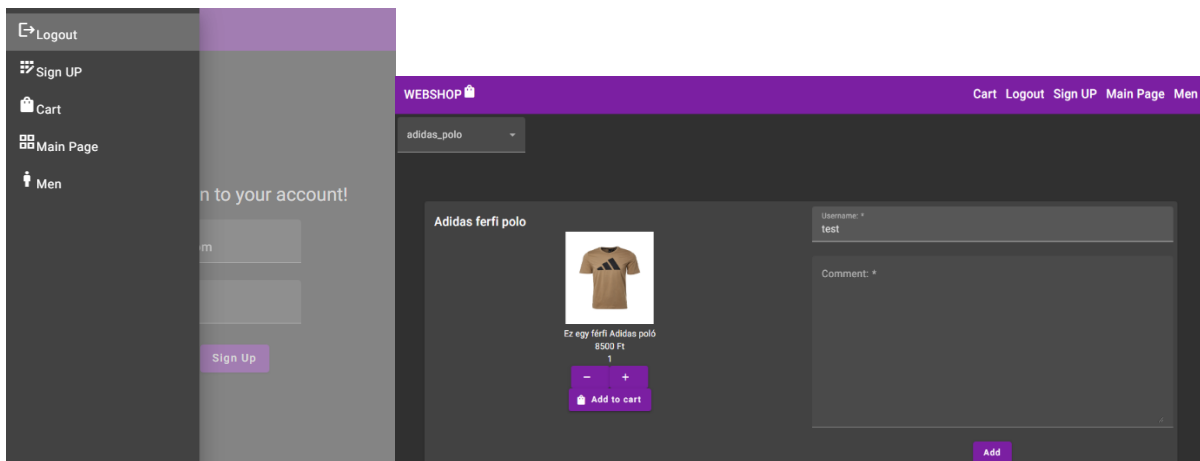 Logout
Sign UP
Cart
Main Page
Men
n to your account!
om
Sign Up
WEBSHOP
Cart Logout Sign UP Main Page Men
adidas_polo
Adidas ferfi polo
Ez egy férfi Adidas poló
8500 Ft
1
− +
Add to cart
Username: *
test
Comment: *
Add